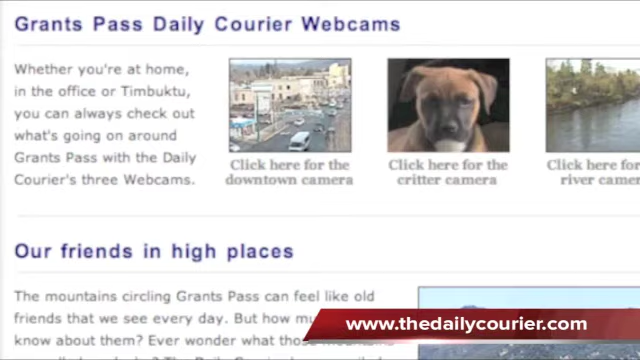 Grants Pass Daily Courier Webcams
Whether you're at home,
in the office or Timbuktu,
you can always check out
what's going on around
Grants Pass with the Daily
Courier's three Webcams.
Click here for the
downtown camera
Click here for the
critter camera
Click here for
river camera
Our friends in high places
The mountains circling Grants Pass can feel like old
friends that we see every day. But how
know about them? Ever wonder what those
www.thedailycourier.com